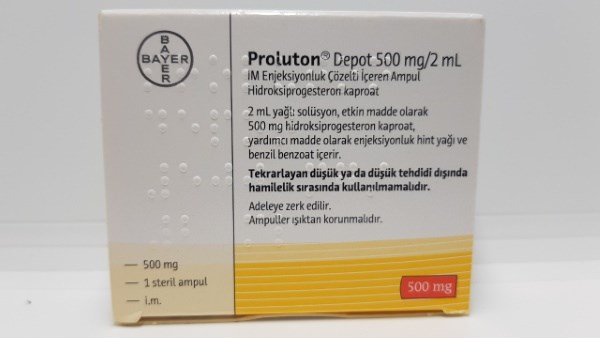 BAYER
BAYER
Proluton® Depot 500 mg/2 mL
IM Enjeksiyonluk Çözelti İçeren Ampul
Hidroksiprogesteron kaproat
2 mL yağlı solüsyon, etkin madde olarak
500 mg hidroksiprogesteron kaproat,
yardımcı madde olarak enjeksiyonluk hint yağı ve
benzil benzoat içerir.
Tekrarlayan düşük ya da düşük tehdidi dışında
hamilelik sırasında kullanılmamalıdır.
Adeleye zerk edilir.
Ampuller ışıktan korunmalıdır.
— 500 mg
— 1 steril ampul
— i.m.
500 mg